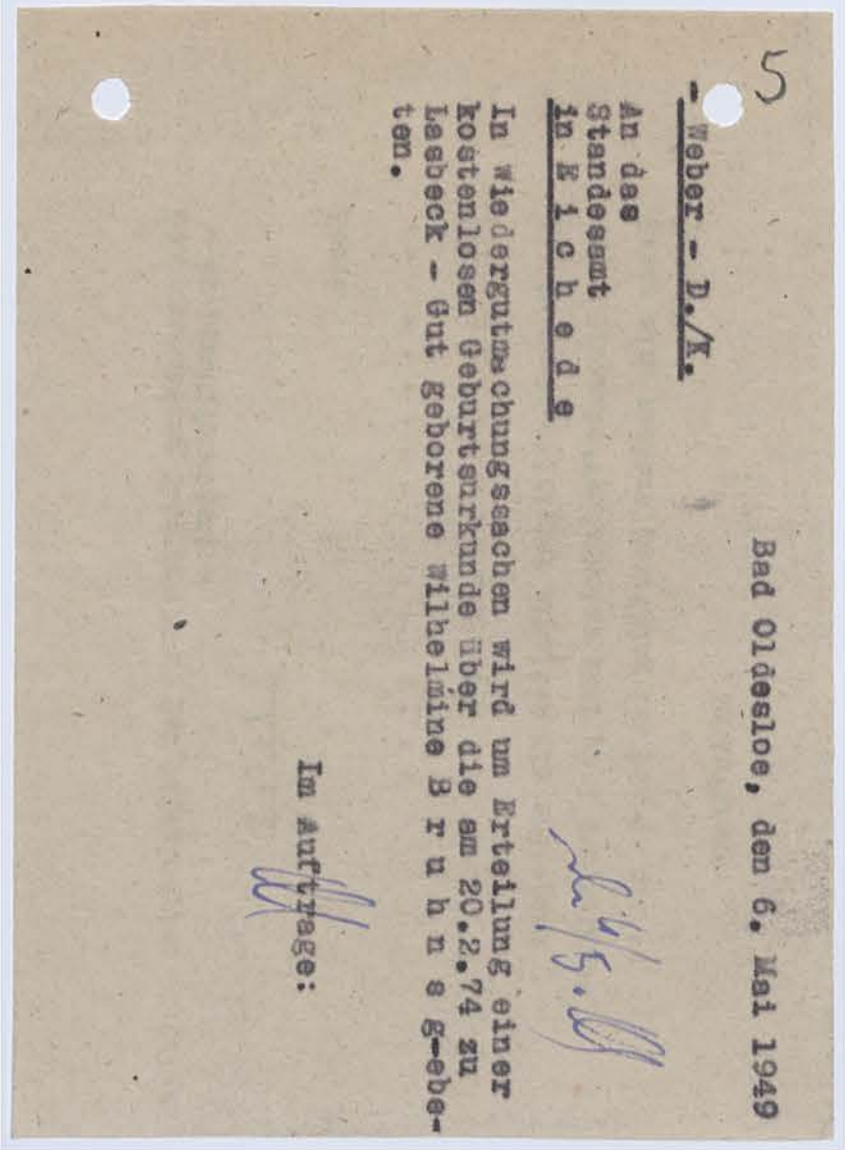 5
Bad Oldesloe, den 6. Mai 1949
- Weber - D./K.
An das
Standesamt
in E i c h e d e
In Wiedergutmachungssachen wird um Erteilung einer
kostenlosen Geburtsurkunde über die am 20.2.74 zu
Lasbeck - Gut geborene Wilhelmine B r u h n s g-ebe-
ten.
Im Auftrage: